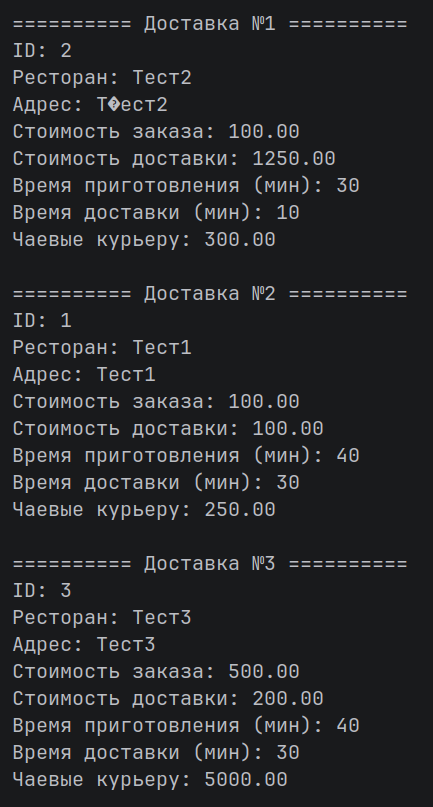 ========== Доставка №1 ==========
ID: 2
Ресторан: Тест2
Адрес: Т�ест2
Стоимость заказа: 100.00
Стоимость доставки: 1250.00
Время приготовления (мин): 30
Время доставки (мин): 10
Чаевые курьеру: 300.00

========== Доставка №2 ==========
ID: 1
Ресторан: Тест1
Адрес: Тест1
Стоимость заказа: 100.00
Стоимость доставки: 100.00
Время приготовления (мин): 40
Время доставки (мин): 30
Чаевые курьеру: 250.00

========== Доставка №3 ==========
ID: 3
Ресторан: Тест3
Адрес: Тест3
Стоимость заказа: 500.00
Стоимость доставки: 200.00
Время приготовления (мин): 40
Время доставки (мин): 30
Чаевые курьеру: 5000.00